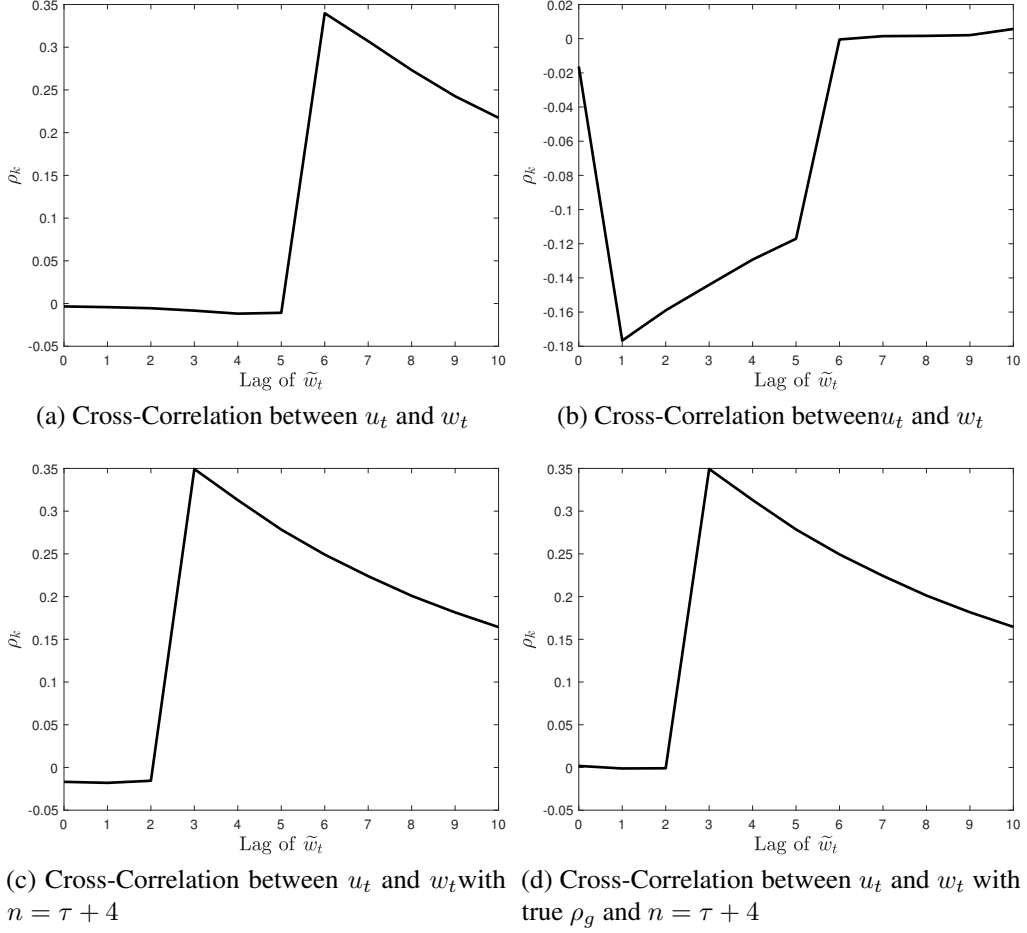 0.35
0.3
0.25
0.2
0.15
0.1
0.05
0
-0.05
ρ_k
0 1 2 3 4 5 6 7 8 9 10
Lag of w̃_t
(a) Cross-Correlation between u_t and w_t
0.02
0
-0.02
-0.04
-0.06
-0.08
-0.1
-0.12
-0.14
-0.16
-0.18
ρ_k
0 1 2 3 4 5 6 7 8 9 10
Lag of w̃_t
(b) Cross-Correlation betweenu_t and w_t
0.35
0.3
0.25
0.2
0.15
0.1
0.05
0
-0.05
ρ_k
0 1 2 3 4 5 6 7 8 9 10
Lag of w̃_t
(c) Cross-Correlation between u_t and w_twith
n = τ + 4
0.35
0.3
0.25
0.2
0.15
0.1
0.05
0
-0.05
ρ_k
0 1 2 3 4 5 6 7 8 9 10
Lag of w̃_t
(d) Cross-Correlation between u_t and w_t with
true ρ_g and n = τ + 4